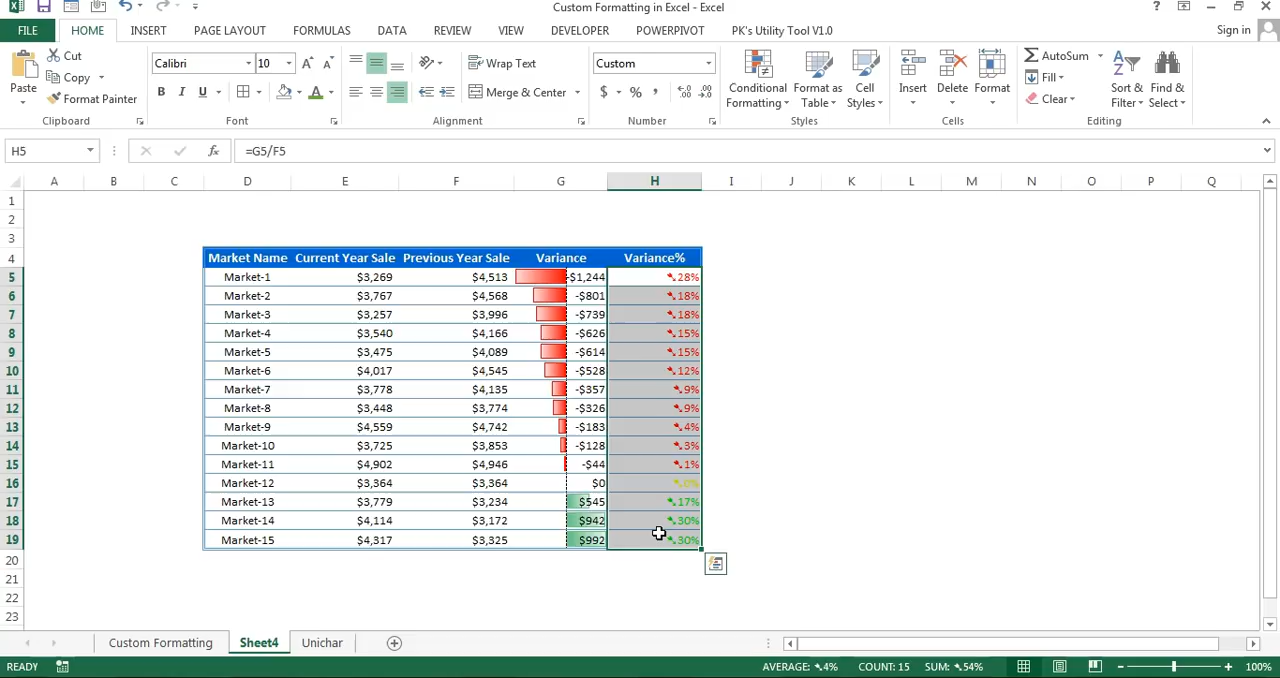 Custom Formatting in Excel - Excel
FILE HOME INSERT PAGE LAYOUT FORMULAS DATA REVIEW VIEW DEVELOPER POWERPIVOT PK's Utility Tool V1.0 Sign in
Paste
Cut
Copy
Format Painter
Clipboard
Calibri 10
B I U
Font
Wrap Text
Merge & Center
Alignment
Custom
$ % ,
Number
Conditional Formatting
Format as Table
Cell Styles
Styles
Insert Delete Format
Cells
AutoSum
Fill
Clear
Sort & Filter
Find & Select
Editing
H5 fx =G5/F5
A B C D E F G H I J K L M N O P Q
1
2
3
4 Market Name Current Year Sale Previous Year Sale Variance Variance%
5 Market-1 $3,269 $4,513 -$1,244 ➷28%
6 Market-2 $3,767 $4,568 -$801 ➷18%
7 Market-3 $3,257 $3,996 -$739 ➷18%
8 Market-4 $3,540 $4,166 -$626 ➷15%
9 Market-5 $3,475 $4,089 -$614 ➷15%
10 Market-6 $4,017 $4,545 -$528 ➷12%
11 Market-7 $3,778 $4,135 -$357 ➷9%
12 Market-8 $3,448 $3,774 -$326 ➷9%
13 Market-9 $4,559 $4,742 -$183 ➷4%
14 Market-10 $3,725 $3,853 -$128 ➷3%
15 Market-11 $4,902 $4,946 -$44 ➷1%
16 Market-12 $3,364 $3,364 $0 ➷0%
17 Market-13 $3,779 $3,234 $545 ➷17%
18 Market-14 $4,114 $3,172 $942 ➷30%
19 Market-15 $4,317 $3,325 $992 ➷30%
20
21
22
23
Custom Formatting Sheet4 Unichar
READY AVERAGE: ➷4% COUNT: 15 SUM: ➷54% 100%